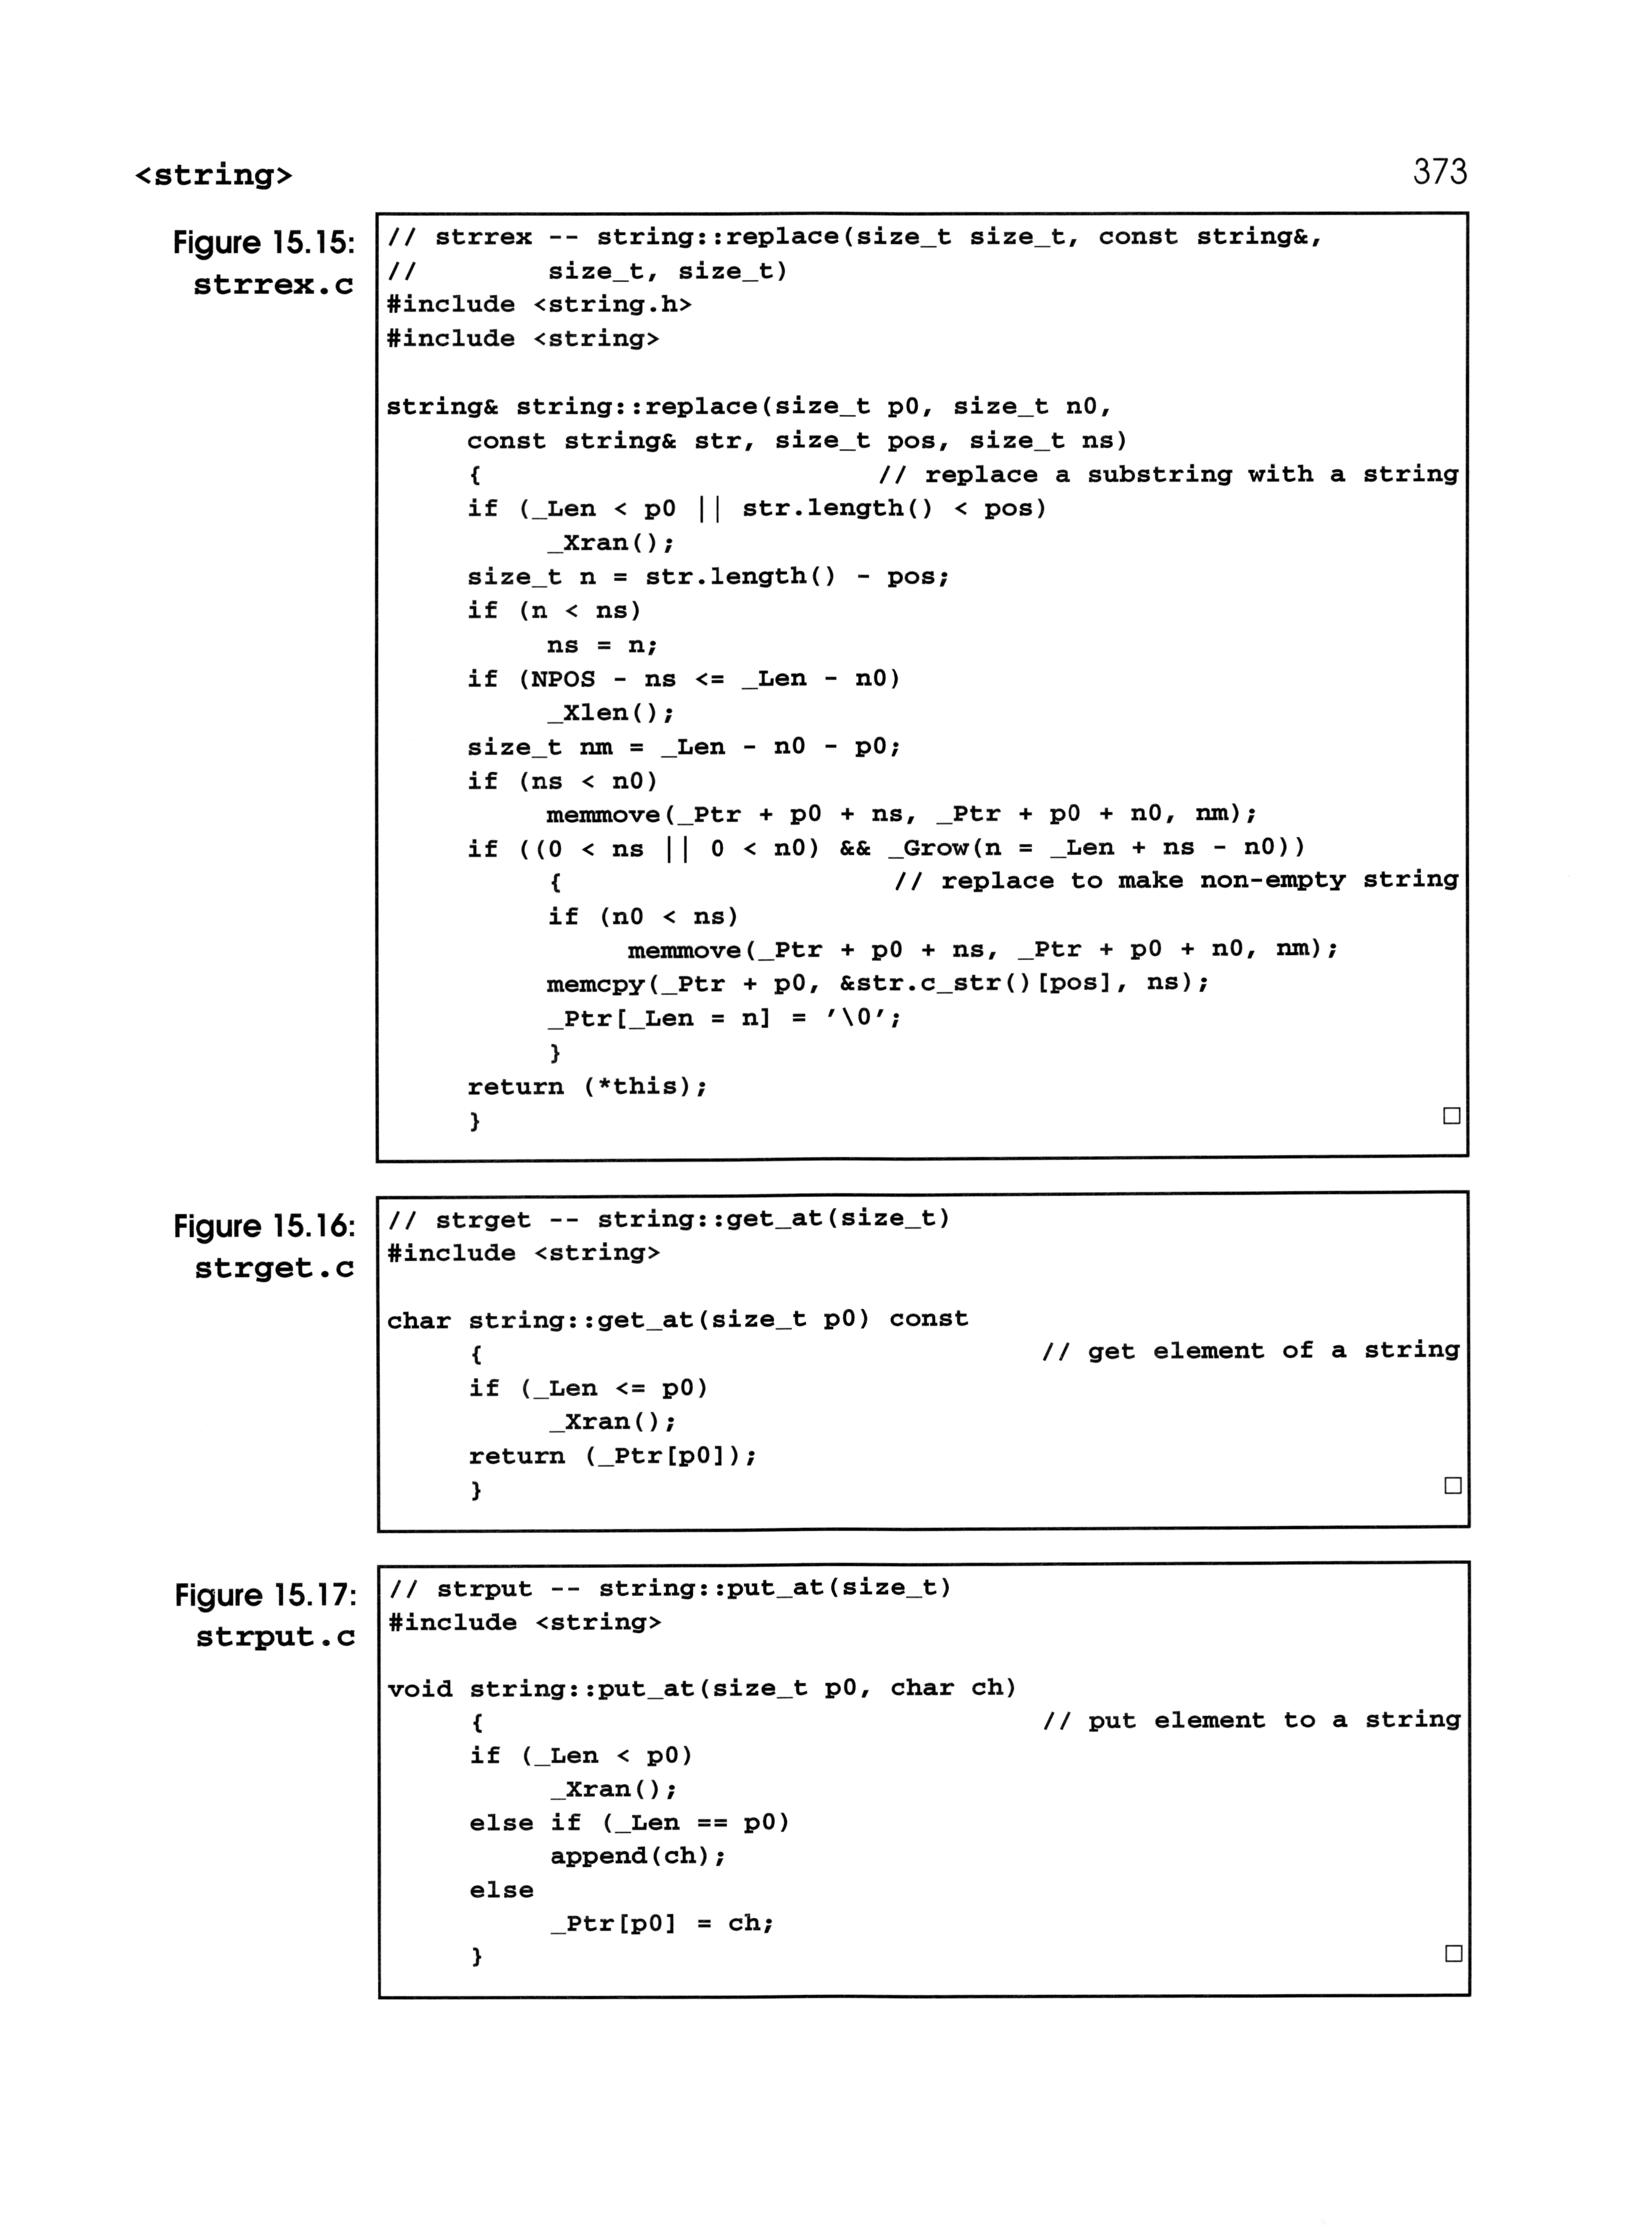 <string>
373
Figure 15.15:
strrex.c
// strrex -- string::replace(size_t size_t, const string&,
//        size_t, size_t)
#include <string.h>
#include <string>
string& string::replace(size_t p0, size_t n0,
const string& str, size_t pos, size_t ns)
{ // replace a substring with a string
if (_Len < p0 || str.length() < pos)
_Xran();
size_t n = str.length() - pos;
if (n < ns)
ns = n;
if (NPOS - ns <= _Len - n0)
_Xlen();
size_t nm = _Len - n0 - p0;
if (ns < n0)
memmove(_Ptr + p0 + ns, _Ptr + p0 + n0, nm);
if ((0 < ns || 0 < n0) && _Grow(n = _Len + ns - n0))
{ // replace to make non-empty string
if (n0 < ns)
memmove(_Ptr + p0 + ns, _Ptr + p0 + n0, nm);
memcpy(_Ptr + p0, &str.c_str()[pos], ns);
_Ptr[_Len = n] = '\0';
}
return (*this);
}
□
Figure 15.16:
strget.c
// strget -- string::get_at(size_t)
#include <string>
char string::get_at(size_t p0) const
{ // get element of a string
if (_Len <= p0)
_Xran();
return (_Ptr[p0]);
}
□
Figure 15.17:
strput.c
// strput -- string::put_at(size_t)
#include <string>
void string::put_at(size_t p0, char ch)
{ // put element to a string
if (_Len < p0)
_Xran();
else if (_Len == p0)
append(ch);
else
_Ptr[p0] = ch;
}
□